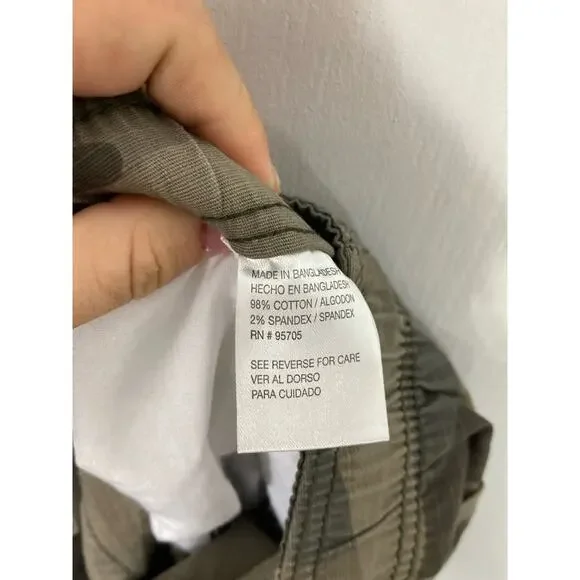 MADE IN BANGLADESH
HECHO EN BANGLADESH
98% COTTON / ALGODON
2% SPANDEX / SPANDEX
RN # 95705
SEE REVERSE FOR CARE
VER AL DORSO
PARA CUIDADO